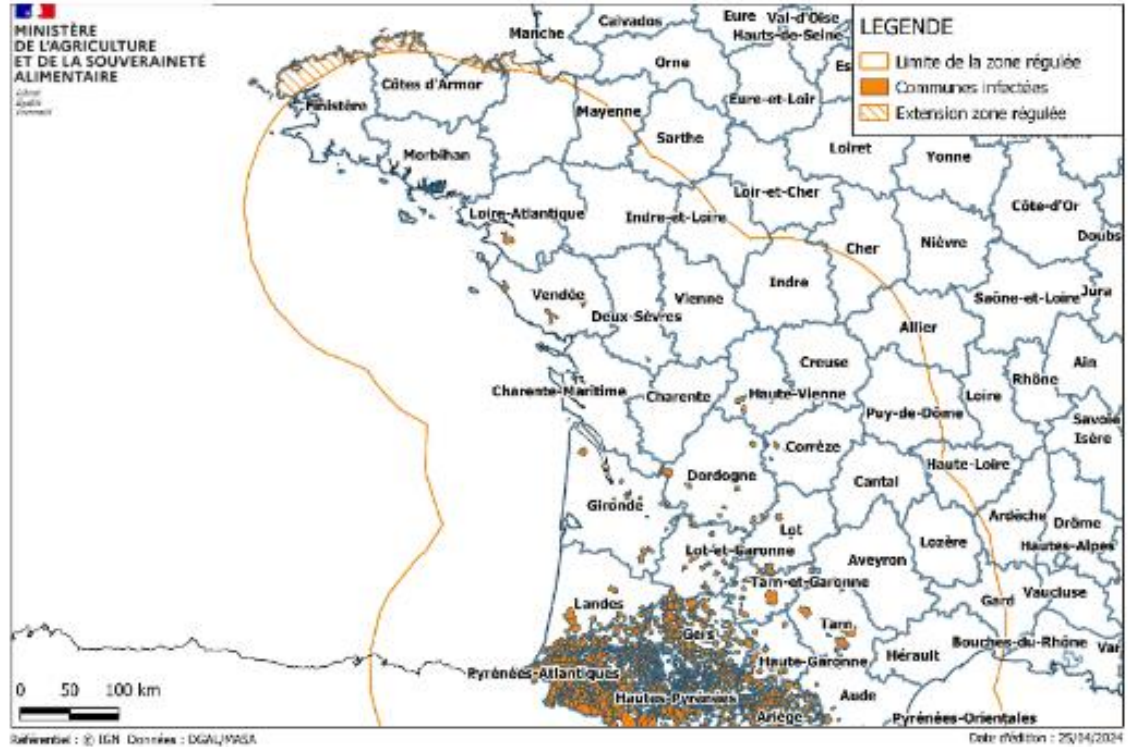 MINISTÈRE
DE L'AGRICULTURE
ET DE LA SOUVERAINETÉ
ALIMENTAIRE
LEGENDE
Limite de la zone régulée
Communes infectées
Extension zone régulée
Manche
Calvados
Eure
Val-d'Oise
Hauts-de-Seine
Es
Orne
Côtes d'Armor
Finistère
Mayenne
Eure-et-Loir
Sarthe
Morbihan
Loiret
Yonne
Loir-et-Cher
Côte-d'Or
Loire-Atlantique
Indre-et-Loire
Cher
Nièvre
Doubs
Indre
Vendée
Vienne
Saône-et-Loire
Jura
Deux-Sèvres
Allier
Creuse
Ain
Rhône
Charente-Maritime
Charente
Haute-Vienne
Loire
Puy-de-Dôme
Savoie
Isère
Corrèze
Haute-Loire
Dordogne
Cantal
Gironde
Ardèche
Drôme
Lot
Lozère
Hautes-Alpes
Lot-et-Garonne
Aveyron
Tarn-et-Garonne
Vaucluse
Gard
Landes
Tarn
Gers
Bouches-du-Rhône
Var
Hérault
Haute-Garonne
Pyrénées-Atlantiques
Hautes-Pyrénées
Aude
Ariège
Pyrénées-Orientales
0 50 100 km
Référentiel : © IGN Données : DGAL/MASA
Date d'édition : 25/04/2024